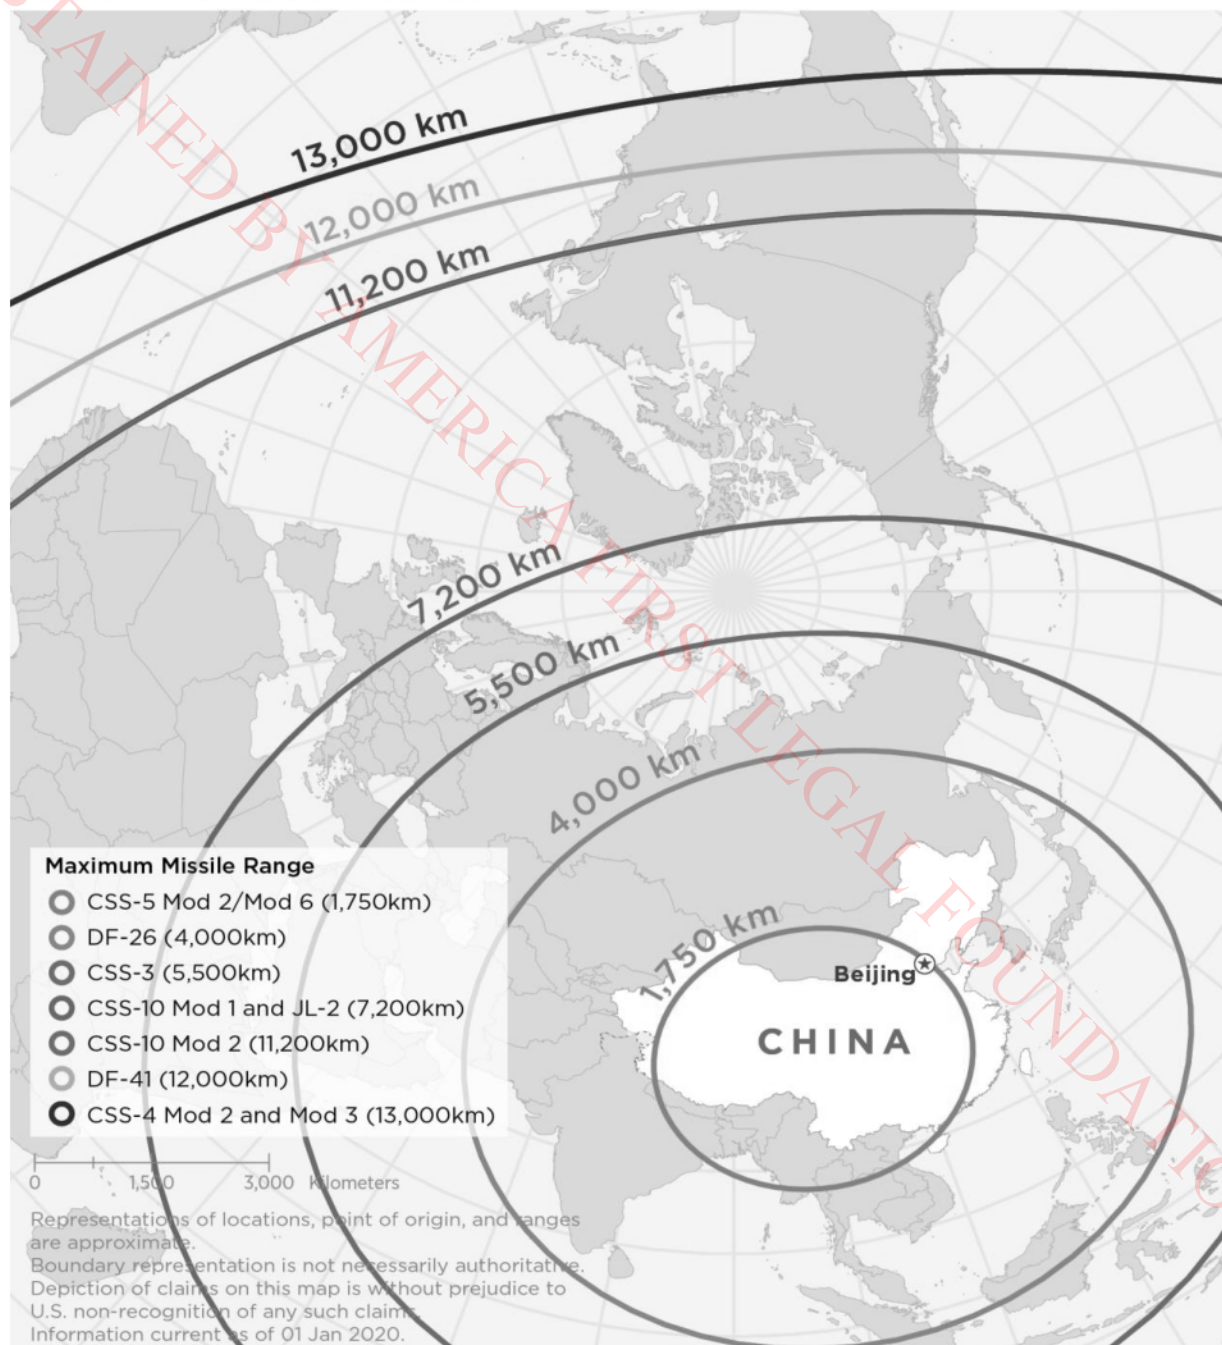 13,000 km
12,000 km
11,200 km
7,200 km
5,500 km
4,000 km
1,750 km
Beijing
CHINA
Maximum Missile Range
CSS-5 Mod 2/Mod 6 (1,750km)
DF-26 (4,000km)
CSS-3 (5,500km)
CSS-10 Mod 1 and JL-2 (7,200km)
CSS-10 Mod 2 (11,200km)
DF-41 (12,000km)
CSS-4 Mod 2 and Mod 3 (13,000km)
0 1,500 3,000 Kilometers
Representations of locations, point of origin, and ranges
are approximate.
Boundary representation is not necessarily authoritative.
Depiction of claims on this map is without prejudice to
U.S. non-recognition of any such claims.
Information current as of 01 Jan 2020.
TAINED BY AMERICA FIRST LEGAL FOUNDATIO